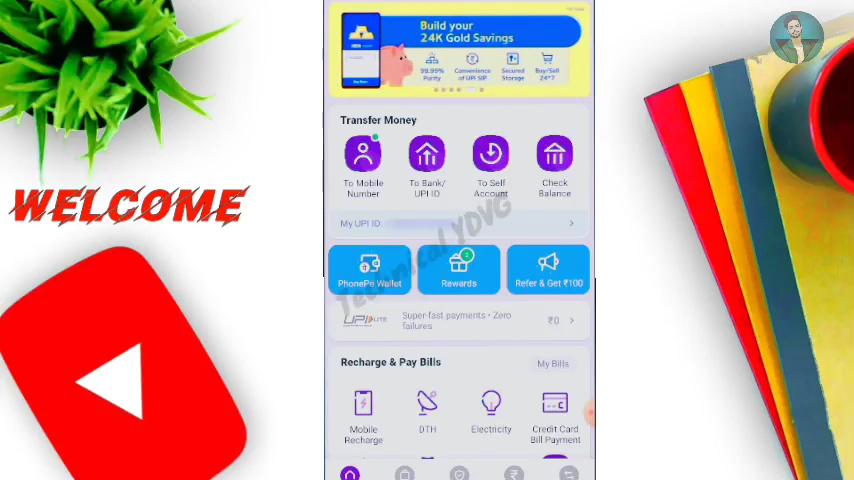 Build your
24K Gold Savings
99.99%
Purity
Convenience
of UPI SIP
Secured
Storage
Buy/Sell
24*7
Transfer Money
To Mobile
Number
To Bank/
UPI ID
To Self
Account
Check
Balance
My UPI ID:
Technical YDVG
PhonePe Wallet
Rewards
Refer & Get ₹100
UPI LITE
Super-fast payments • Zero
failures
₹0
Recharge & Pay Bills
My Bills
Mobile
Recharge
DTH
Electricity
Credit Card
Bill Payment
WELCOME